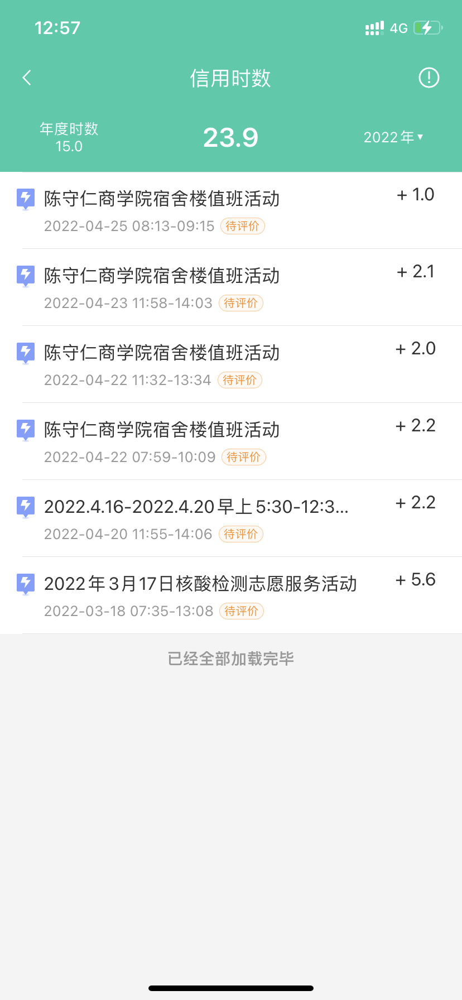 12:57
4G
信用时数
年度时数
15.0
23.9
2022年▾
陈守仁商学院宿舍楼值班活动
+ 1.0
2022-04-25 08:13-09:15 待评价
陈守仁商学院宿舍楼值班活动
+ 2.1
2022-04-23 11:58-14:03 待评价
陈守仁商学院宿舍楼值班活动
+ 2.0
2022-04-22 11:32-13:34 待评价
陈守仁商学院宿舍楼值班活动
+ 2.2
2022-04-22 07:59-10:09 待评价
2022.4.16-2022.4.20早上5:30-12:3...
+ 2.2
2022-04-20 11:55-14:06 待评价
2022年3月17日核酸检测志愿服务活动
+ 5.6
2022-03-18 07:35-13:08 待评价
已经全部加载完毕